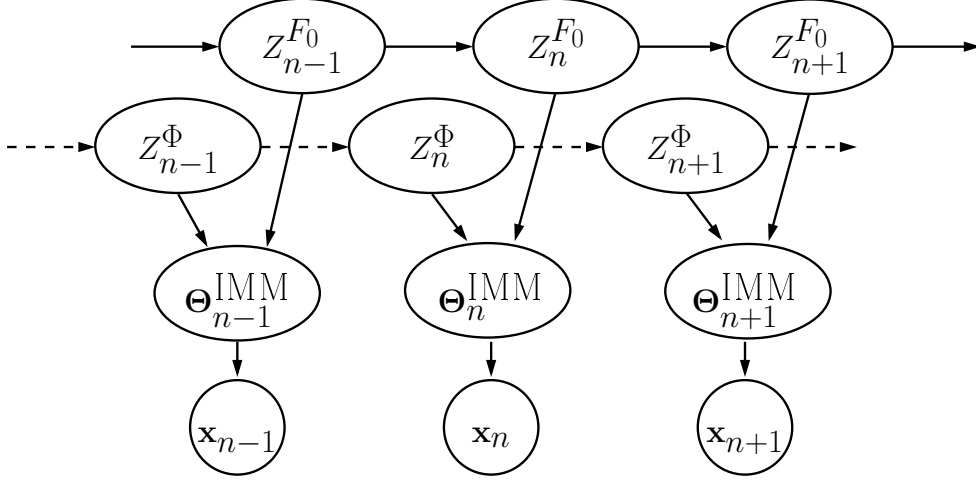 Z_{n-1}^{F_0} Z_n^{F_0} Z_{n+1}^{F_0}
Z_{n-1}^Φ Z_n^Φ Z_{n+1}^Φ
Θ_{n-1}^{IMM} Θ_n^{IMM} Θ_{n+1}^{IMM}
x_{n-1} x_n x_{n+1}